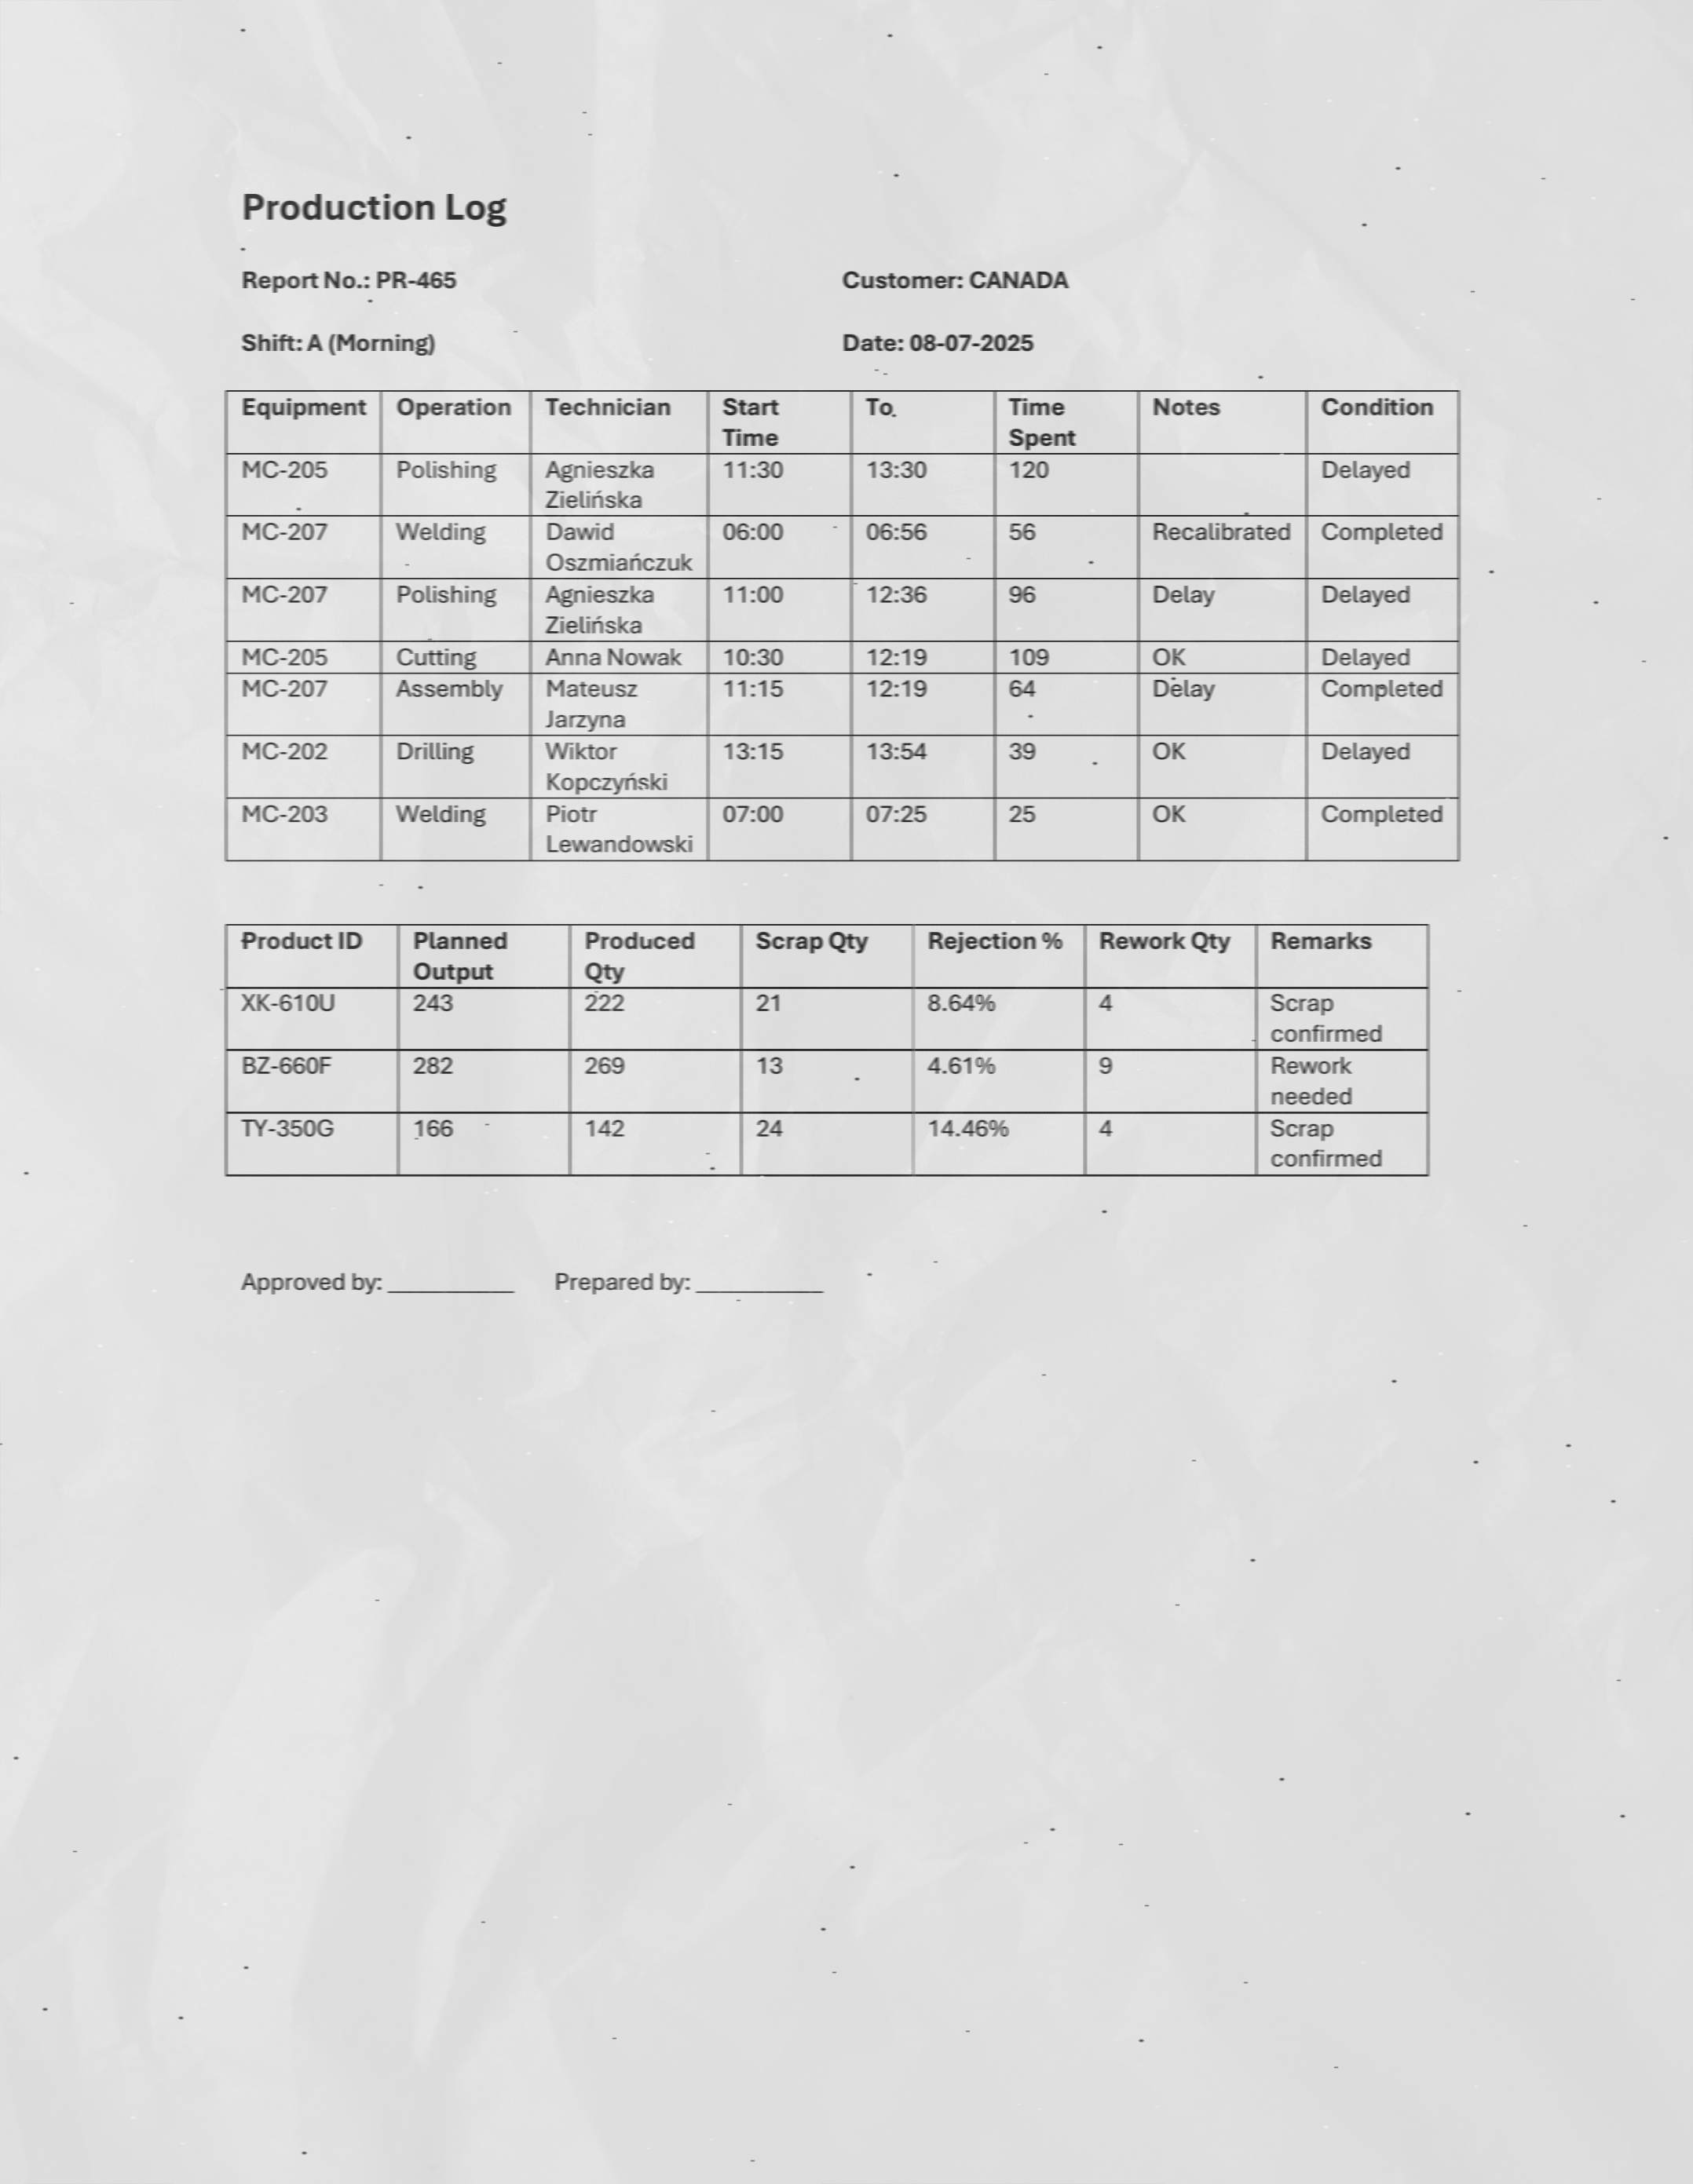 Production Log
Report No.: PR-465 Customer: CANADA
Shift: A (Morning) Date: 08-07-2025
Equipment Operation Technician Start Time To Time Spent Notes Condition
MC-205 Polishing Agnieszka Zielińska 11:30 13:30 120 Delayed
MC-207 Welding Dawid Oszmiańczuk 06:00 06:56 56 Recalibrated Completed
MC-207 Polishing Agnieszka Zielińska 11:00 12:36 96 Delay Delayed
MC-205 Cutting Anna Nowak 10:30 12:19 109 OK Delayed
MC-207 Assembly Mateusz Jarzyna 11:15 12:19 64 Delay Completed
MC-202 Drilling Wiktor Kopczyński 13:15 13:54 39 OK Delayed
MC-203 Welding Piotr Lewandowski 07:00 07:25 25 OK Completed
Product ID Planned Output Produced Qty Scrap Qty Rejection % Rework Qty Remarks
XK-610U 243 222 21 8.64% 4 Scrap confirmed
BZ-660F 282 269 13 4.61% 9 Rework needed
TY-350G 166 142 24 14.46% 4 Scrap confirmed
Approved by: __________ Prepared by: __________